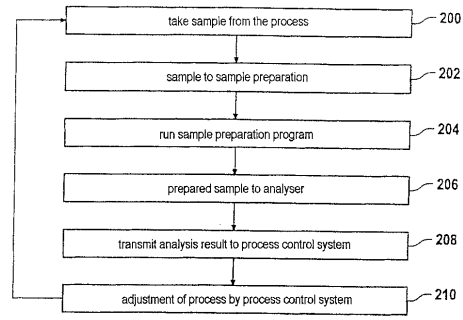 take sample from the process 200
sample to sample preparation 202
run sample preparation program 204
prepared sample to analyser 206
transmit analysis result to process control system 208
adjustment of process by process control system 210